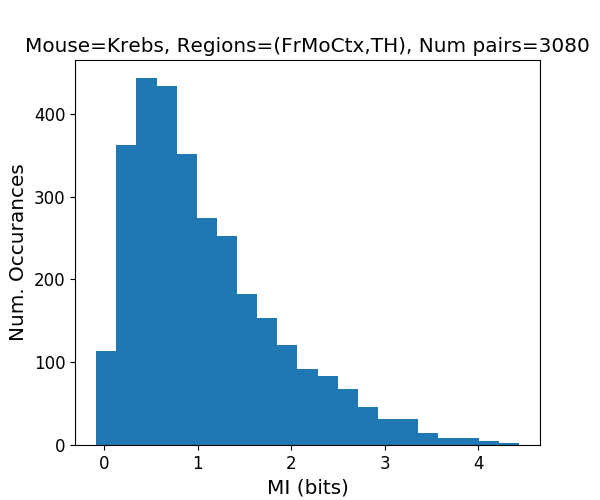 Mouse=Krebs, Regions=(FrMoCtx,TH), Num pairs=3080
400
300
200
100
0
Num. Occurances
0 1 2 3 4
MI (bits)